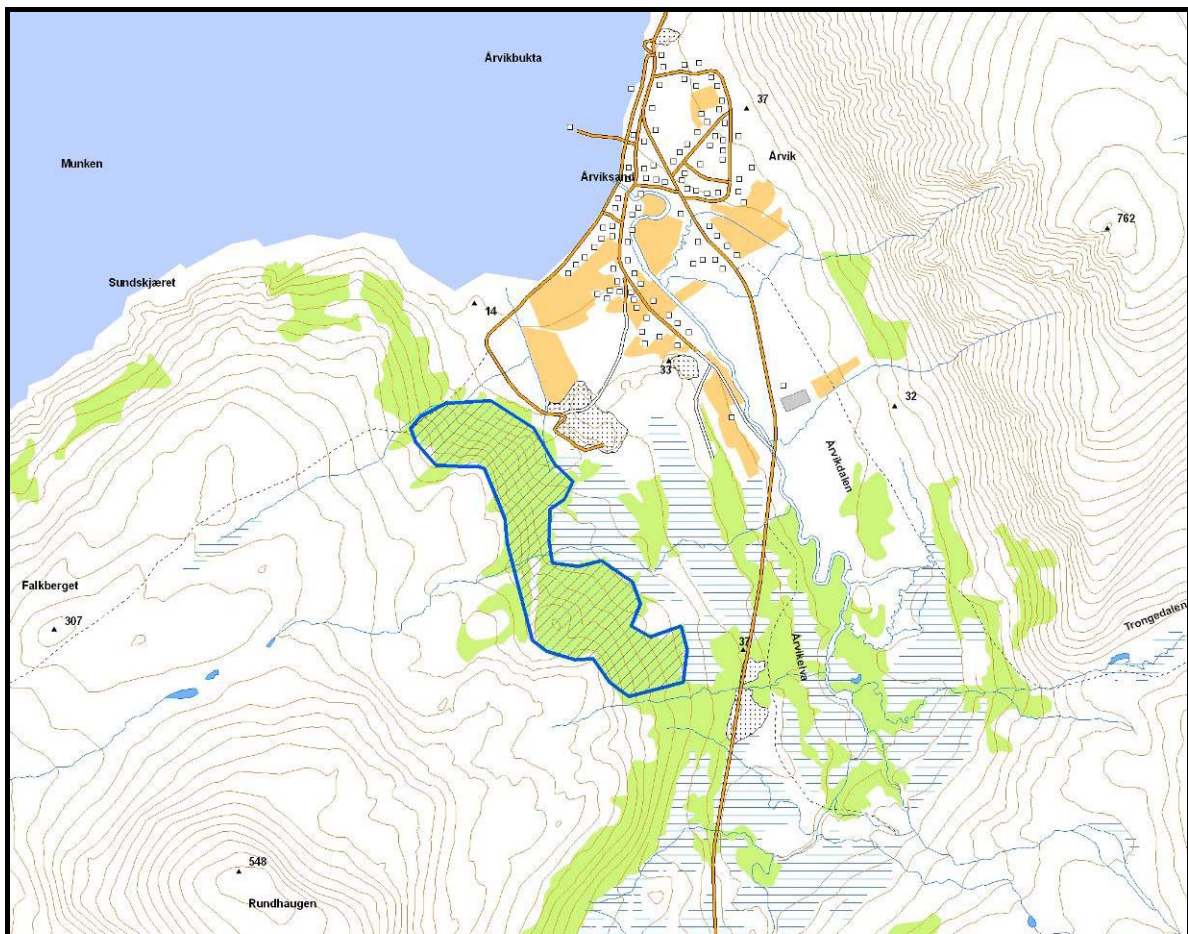 Årvikbukta
37
Munken
Årvik
Årviksand
762
Sundskjæret
14
33
32
Årvikdalen
Falkberget
307
Trongedalen
37
Årvikelva
548
Rundhaugen